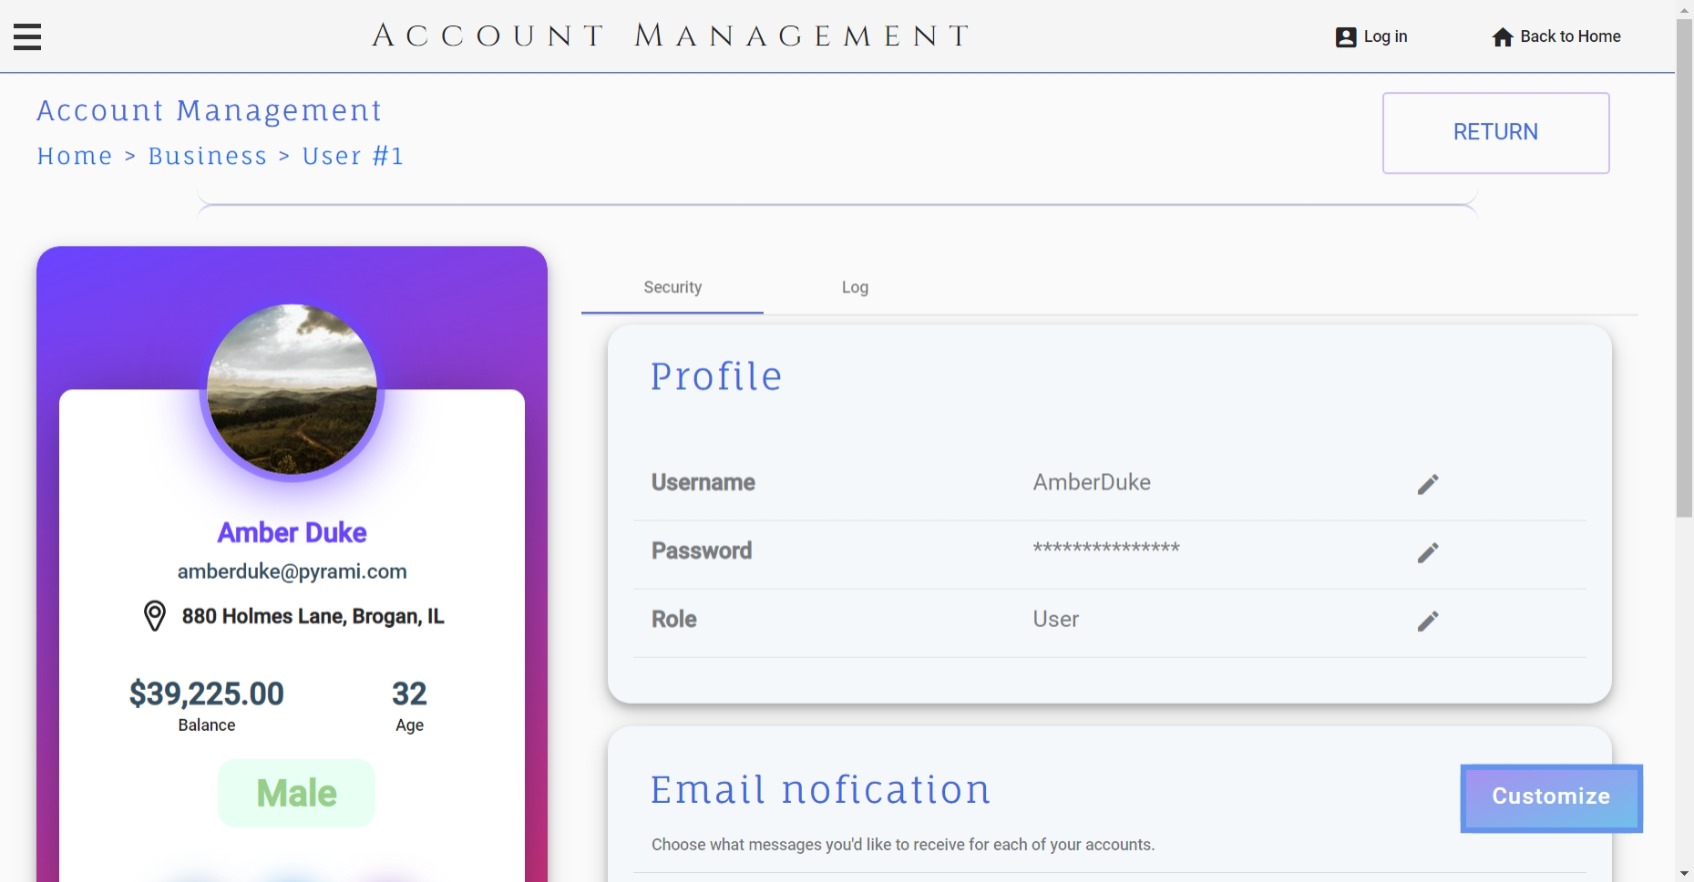 Account Management
Log in
Back to Home
Account Management
Home > Business > User #1
RETURN
Amber Duke
amberduke@pyrami.com
880 Holmes Lane, Brogan, IL
$39,225.00
Balance
32
Age
Male
Security
Log
Profile
Username
AmberDuke
Password
***************
Role
User
Email nofication
Customize
Choose what messages you'd like to receive for each of your accounts.